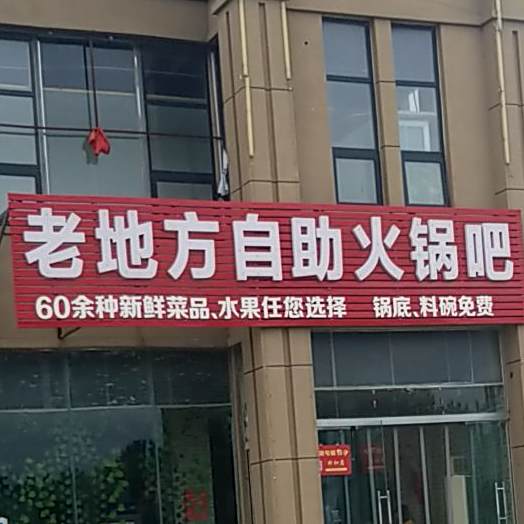 老地方自助火锅吧
60余种新鲜菜品、水果任您选择 锅底、料碗免费